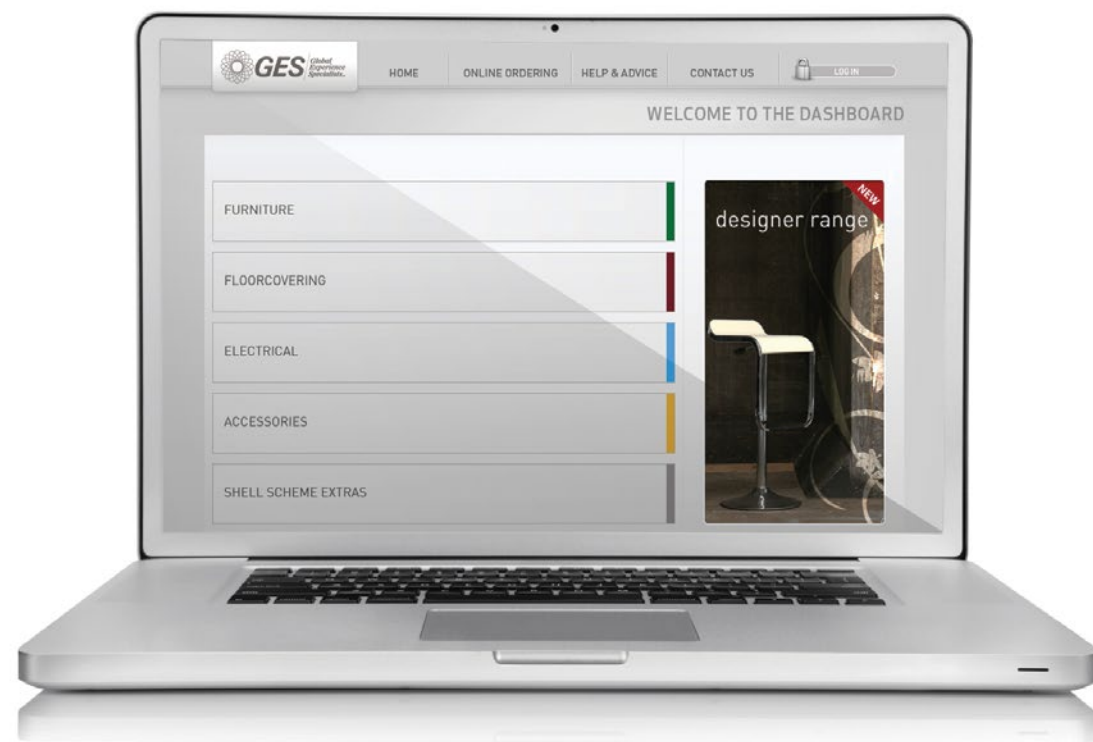 GES Global
Experience
Specialists™
HOME
ONLINE ORDERING
HELP & ADVICE
CONTACT US
LOG IN
WELCOME TO THE DASHBOARD
FURNITURE
FLOORCOVERING
ELECTRICAL
ACCESSORIES
SHELL SCHEME EXTRAS
NEW
designer range